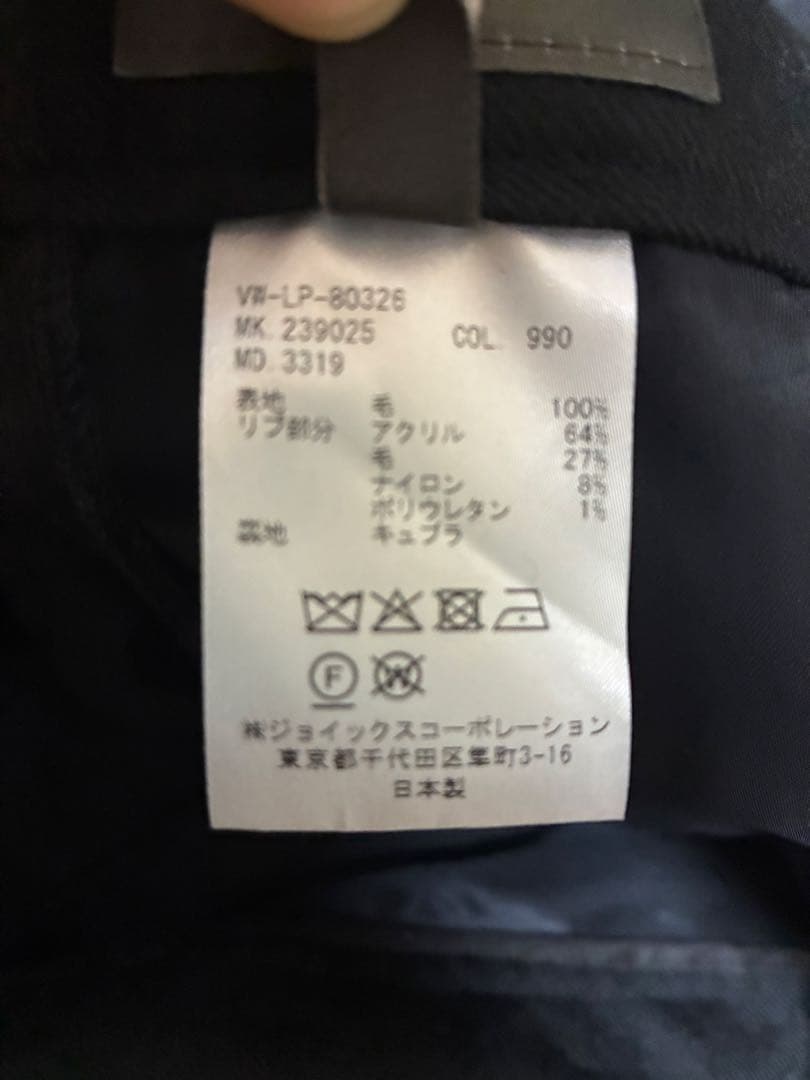 VW-LP-80326
MK. 239025 COL. 990
MD. 3319
表地 毛 100%
リブ部分 アクリル 64%
毛 27%
ナイロン 8%
ポリウレタン 1%
裏地 キュプラ
F W
㈱ジョイックスコーポレーション
東京都千代田区隼町3-16
日本製